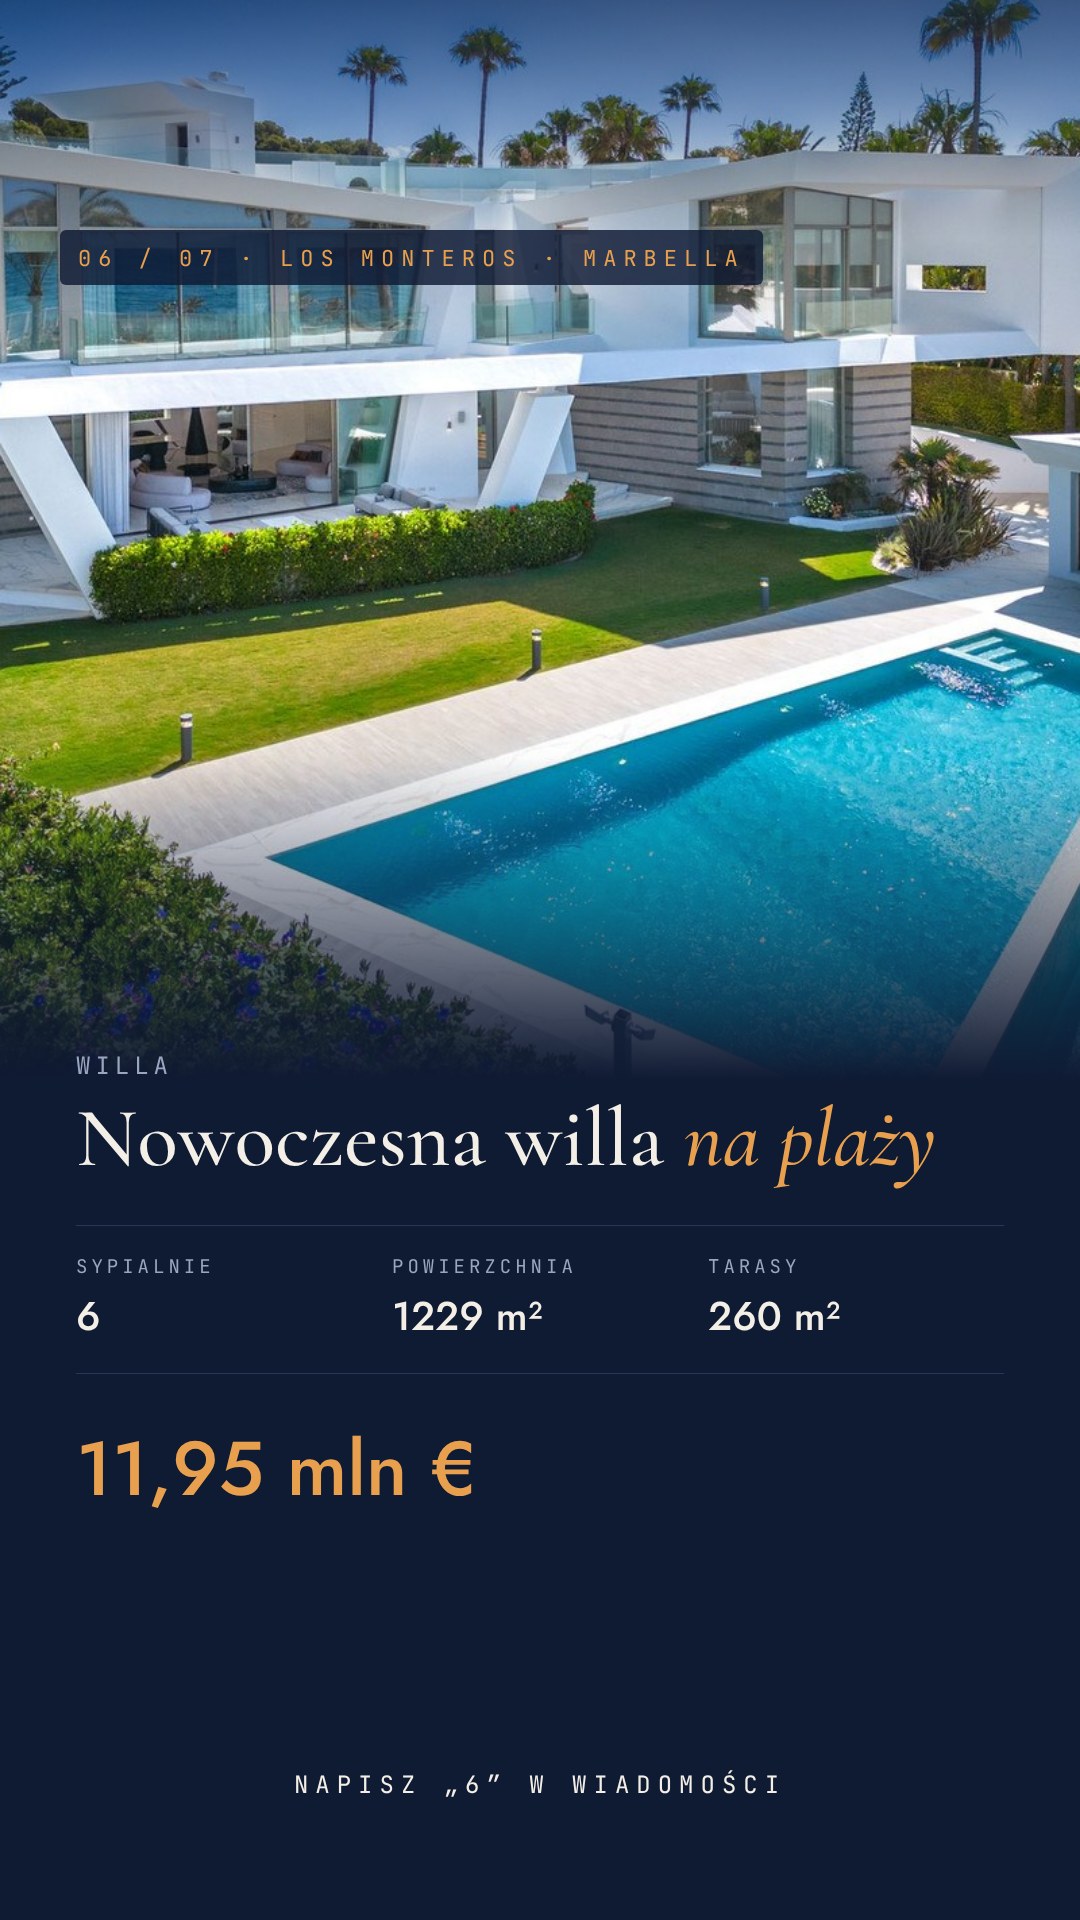 06 / 07 · LOS MONTEROS · MARBELLA
WILLA
Nowoczesna willa na plaży
SYPIALNIE POWIERZCHNIA TARASY
6 1229 m² 260 m²
11,95 mln €
NAPISZ „6” W WIADOMOŚCI